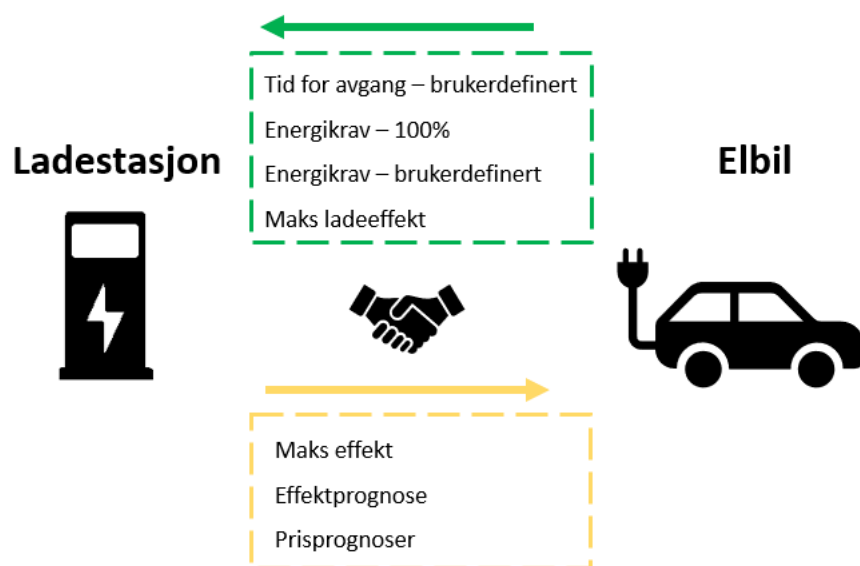 Tid for avgang – brukerdefinert
Energikrav – 100%
Ladestasjon
Energikrav – brukerdefinert
Elbil
Maks ladeeffekt
Maks effekt
Effektprognose
Prisprognoser